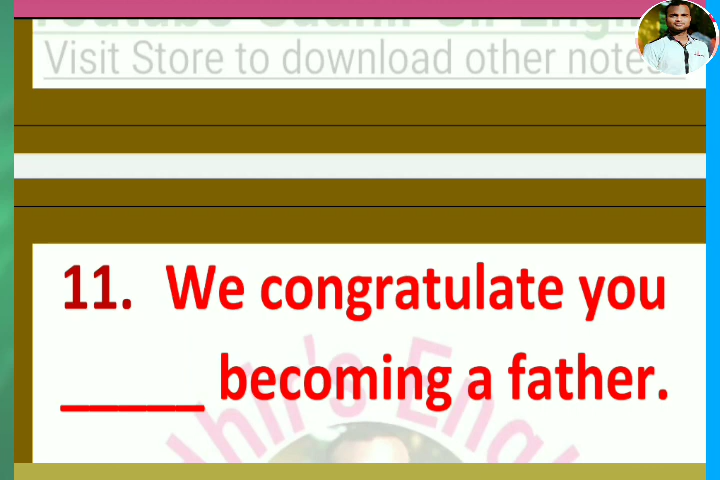 Visit Store to download other notes
11. We congratulate you
_____ becoming a father.